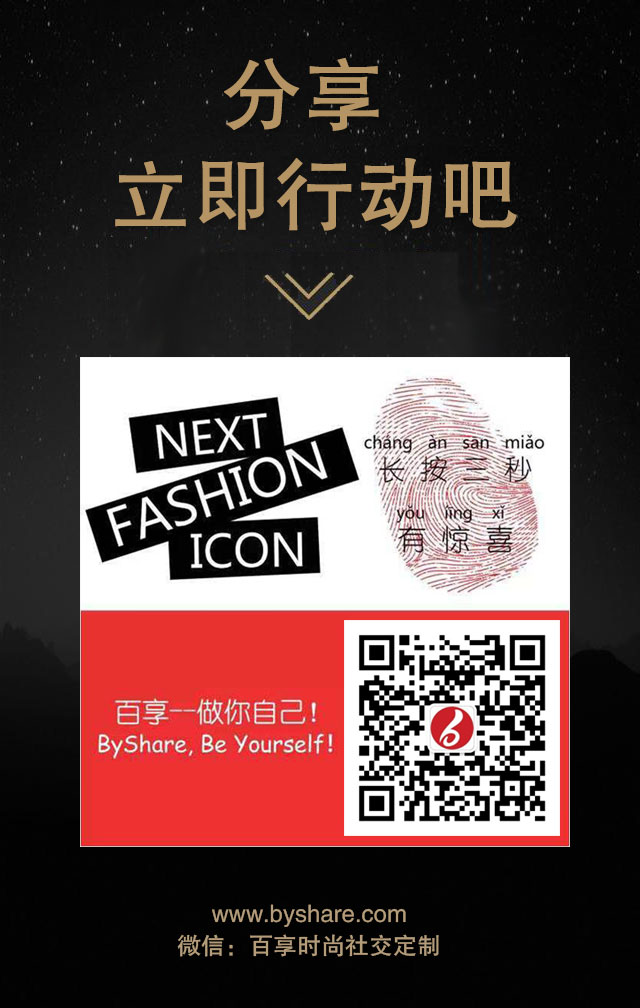 分享
立即行动吧
NEXT
FASHION
ICON
cháng àn sān miǎo
长按三秒
yǒu jīng xǐ
有惊喜
百享--做你自己！
ByShare, Be Yourself!
www.byshare.com
微信：百享时尚社交定制